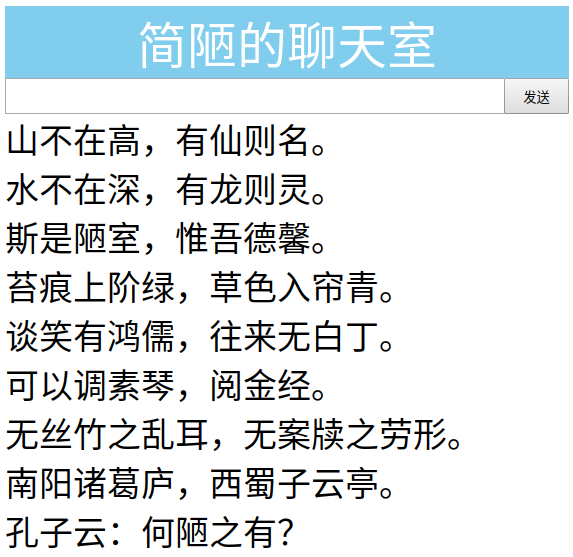 简陋的聊天室
发送
山不在高，有仙则名。
水不在深，有龙则灵。
斯是陋室，惟吾德馨。
苔痕上阶绿，草色入帘青。
谈笑有鸿儒，往来无白丁。
可以调素琴，阅金经。
无丝竹之乱耳，无案牍之劳形。
南阳诸葛庐，西蜀子云亭。
孔子云：何陋之有？